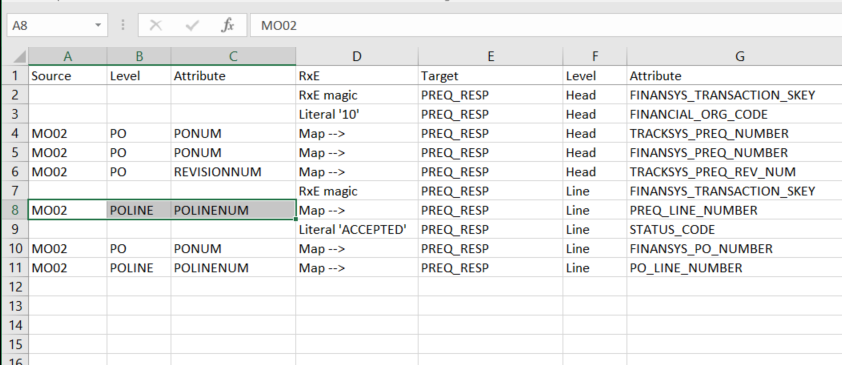 A8 fx MO02
A B C D E F G
1 Source Level Attribute RxE Target Level Attribute
2 RxE magic PREQ_RESP Head FINANSYS_TRANSACTION_SKEY
3 Literal '10' PREQ_RESP Head FINANCIAL_ORG_CODE
4 MO02 PO PONUM Map --> PREQ_RESP Head TRACKSYS_PREQ_NUMBER
5 MO02 PO PONUM Map --> PREQ_RESP Head FINANSYS_PREQ_NUMBER
6 MO02 PO REVISIONNUM Map --> PREQ_RESP Head TRACKSYS_PREQ_REV_NUM
7 RxE magic PREQ_RESP Line FINANSYS_TRANSACTION_SKEY
8 MO02 POLINE POLINENUM Map --> PREQ_RESP Line PREQ_LINE_NUMBER
9 Literal 'ACCEPTED' PREQ_RESP Line STATUS_CODE
10 MO02 PO PONUM Map --> PREQ_RESP Line FINANSYS_PO_NUMBER
11 MO02 POLINE POLINENUM Map --> PREQ_RESP Line PO_LINE_NUMBER
12
13
14
15
16